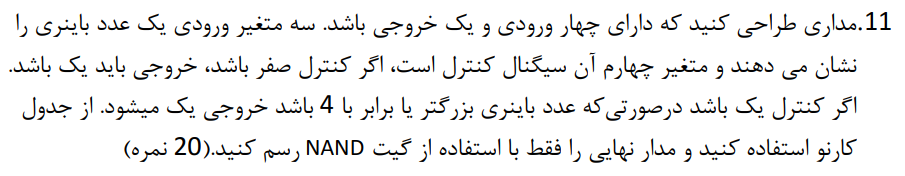 11.مداری طراحی کنید که دارای چهار ورودی و یک خروجی باشد. سه متغیر ورودی یک عدد باینری را
نشان می دهند و متغیر چهارم آن سیگنال کنترل است، اگر کنترل صفر باشد، خروجی باید یک باشد.
اگر کنترل یک باشد درصورتی‌که عدد باینری بزرگتر یا برابر با 4 باشد خروجی یک میشود. از جدول
کارنو استفاده کنید و مدار نهایی را فقط با استفاده از گیت NAND رسم کنید.(20 نمره)